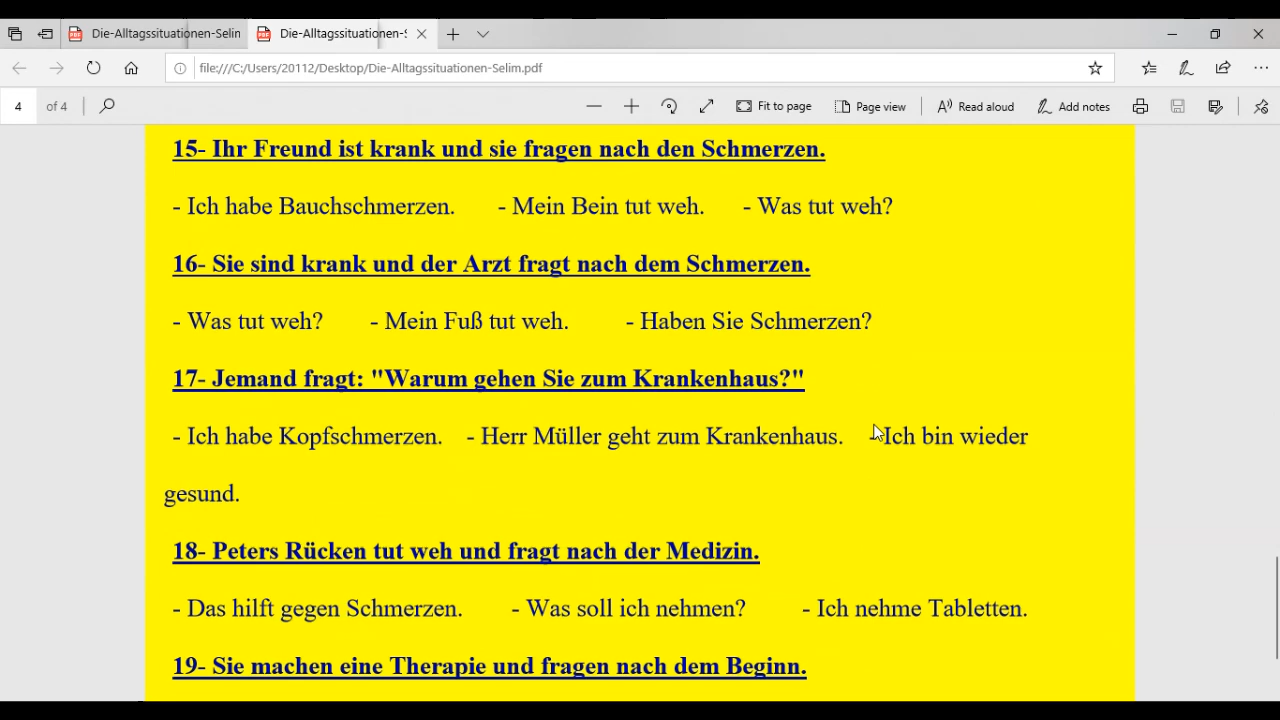 Die-Alltagssituationen-Selin
Die-Alltagssituationen-S
file:///C:/Users/20112/Desktop/Die-Alltagssituationen-Selim.pdf
4 of 4 Fit to page Page view Read aloud Add notes
15- Ihr Freund ist krank und sie fragen nach den Schmerzen.
- Ich habe Bauchschmerzen. - Mein Bein tut weh. - Was tut weh?
16- Sie sind krank und der Arzt fragt nach dem Schmerzen.
- Was tut weh? - Mein Fuß tut weh. - Haben Sie Schmerzen?
17- Jemand fragt: "Warum gehen Sie zum Krankenhaus?"
- Ich habe Kopfschmerzen. - Herr Müller geht zum Krankenhaus. - Ich bin wieder
gesund.
18- Peters Rücken tut weh und fragt nach der Medizin.
- Das hilft gegen Schmerzen. - Was soll ich nehmen? - Ich nehme Tabletten.
19- Sie machen eine Therapie und fragen nach dem Beginn.